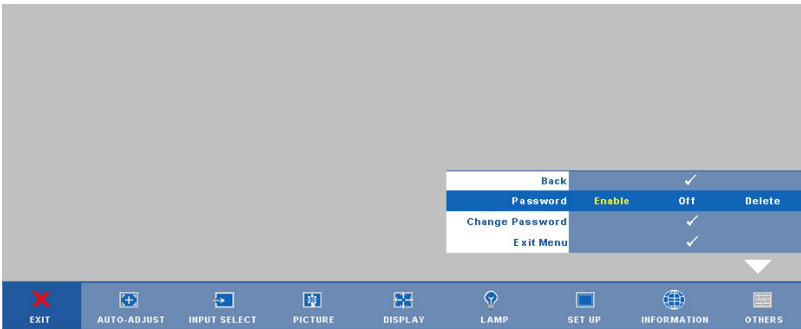 Back
Password Enable Off Delete
Change Password
Exit Menu
EXIT AUTO-ADJUST INPUT SELECT PICTURE DISPLAY LAMP SET UP INFORMATION OTHERS